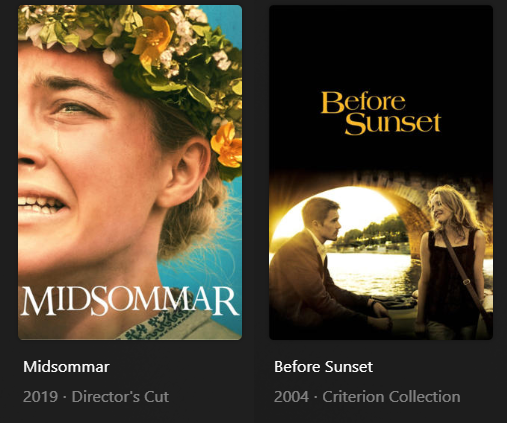 MIDSOMMAR
Before
Sunset
Midsommar
2019 · Director's Cut
Before Sunset
2004 · Criterion Collection